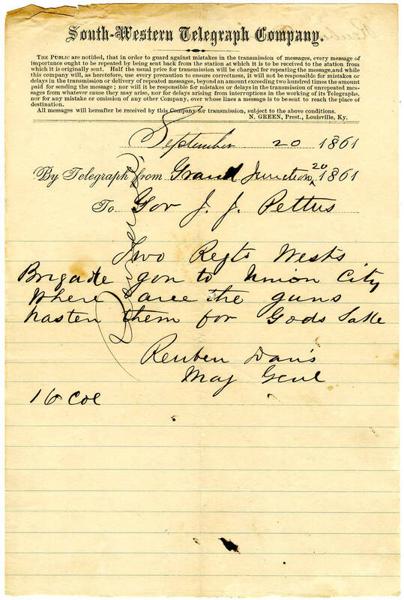 South-Western Telegraph Company.
THE PUBLIC are notified, that in order to guard against mistakes in the transmission of messages, every message of
importance ought to be repeated by being sent back from the station at which it is to be received to the station from
which it is originally sent. Half the usual price for transmission will be charged for repeating the message, and while
this company will, as heretofore, use every precaution to ensure correctness, it will not be responsible for mistakes or
delays in the transmission or delivery of repeated messages, beyond an amount exceeding two hundred times the amount
paid for sending the message; nor will it be responsible for mistakes or delays in the transmission of unrepeated mes-
sages from whatever cause they may arise, nor for delays arising from interruptions in the working of its Telegraphs,
nor for any mistake or omission of any other Company, over whose lines a message is to be sent to reach the place of
destination.
All messages will hereafter be received by this Company for transmission, subject to the above conditions.
N. GREEN, Prest., Louisville, Ky.
September 20 1861
By Telegraph from Grand Junction 20 1861
To Gov J. J. Pettus
Two Regts Wests
Brigade gon to Union City
Where aree the guns
hasten them for Gods Sake
Reuben Davis
Maj Genl
16 Col